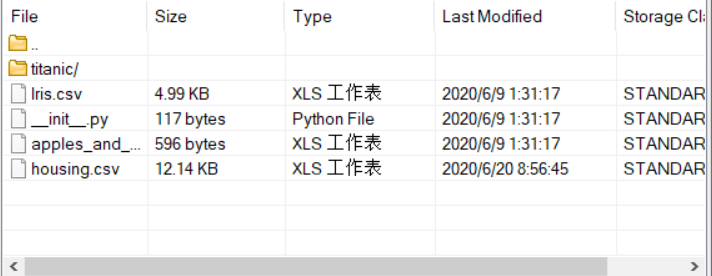 File Size Type Last Modified Storage Cl
..
titanic/
Iris.csv 4.99 KB XLS 工作表 2020/6/9 1:31:17 STANDAR
__init__.py 117 bytes Python File 2020/6/9 1:31:17 STANDAR
apples_and_... 596 bytes XLS 工作表 2020/6/9 1:31:17 STANDAR
housing.csv 12.14 KB XLS 工作表 2020/6/20 8:56:45 STANDAR